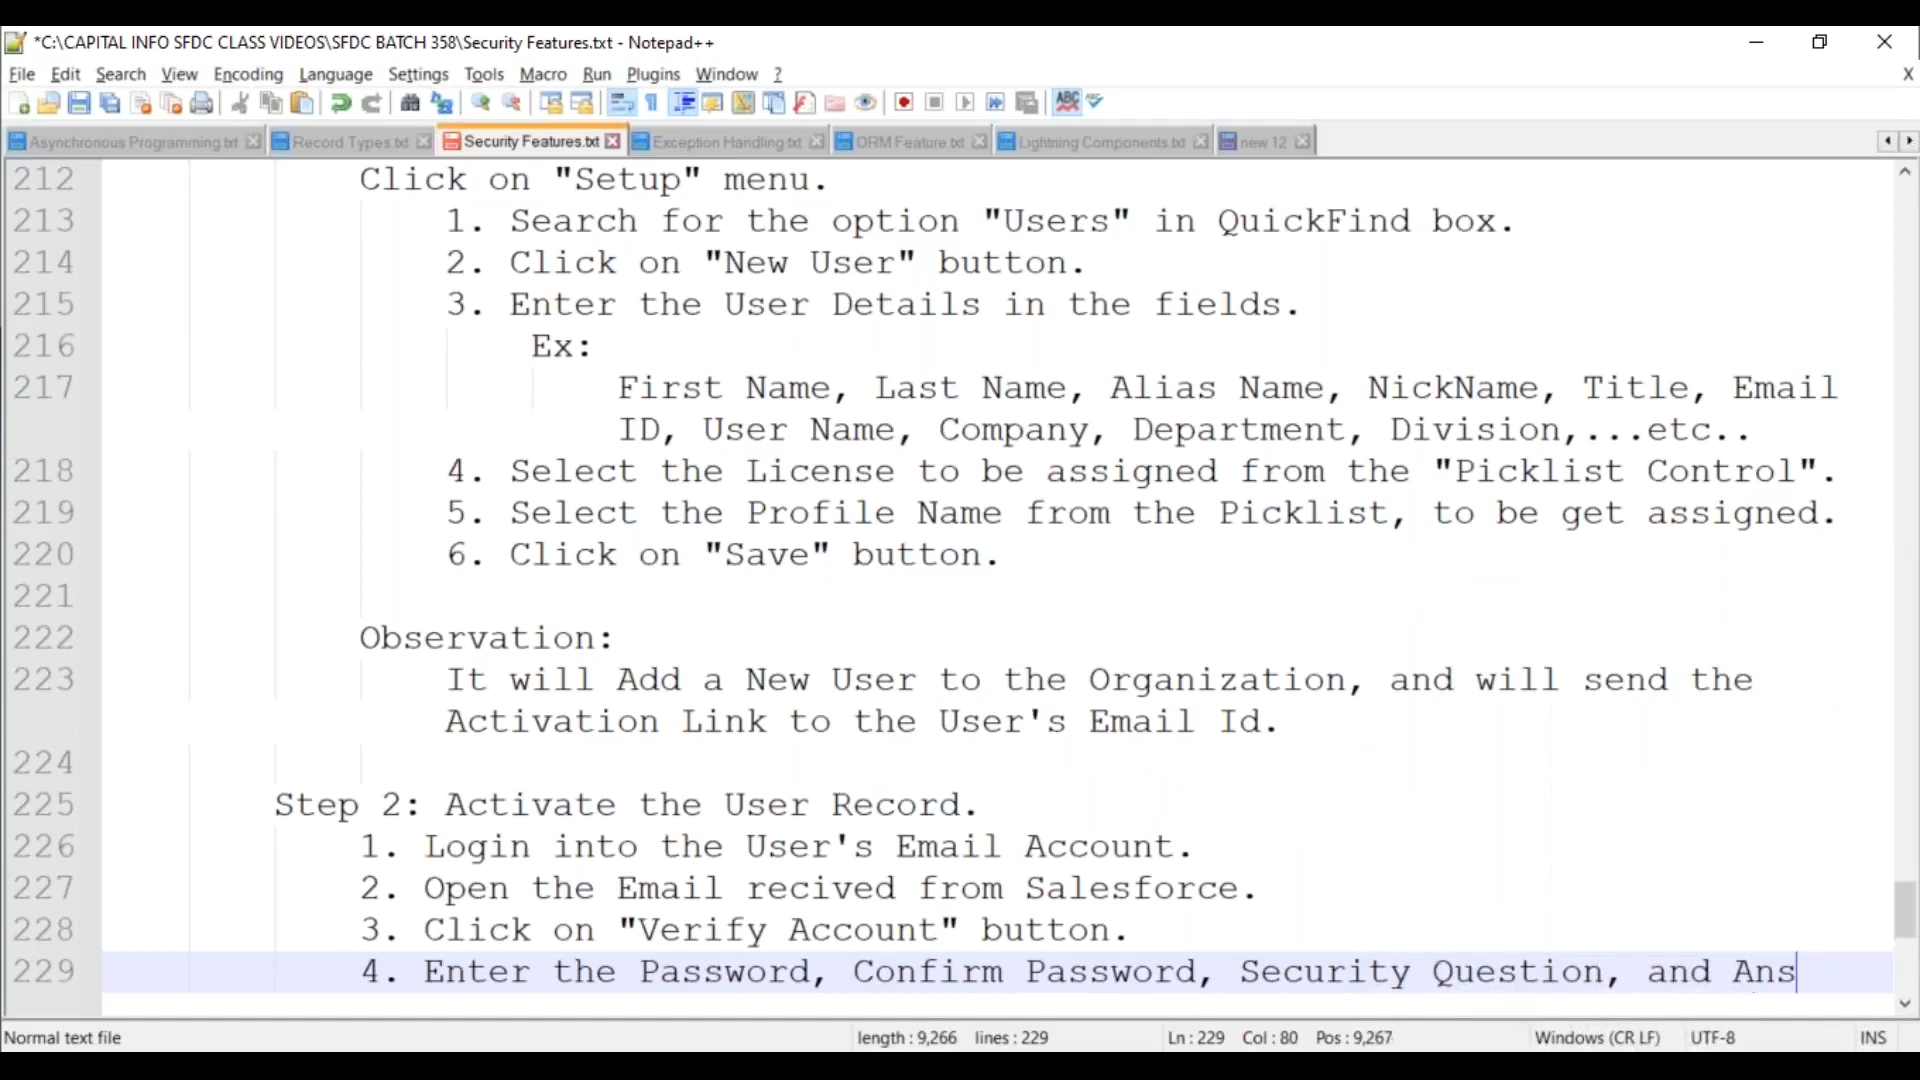 *C:\CAPITAL INFO SFDC CLASS VIDEOS\SFDC BATCH 358\Security Features.txt - Notepad++
File Edit Search View Encoding Language Settings Tools Macro Run Plugins Window ? X
Asynchronous Programming.txt Record Types.txt Security Features.txt Exception Handling.txt ORM Feature.txt Lightning Components.txt new 12
212 Click on "Setup" menu.
213 1. Search for the option "Users" in QuickFind box.
214 2. Click on "New User" button.
215 3. Enter the User Details in the fields.
216 Ex:
217 First Name, Last Name, Alias Name, NickName, Title, Email
ID, User Name, Company, Department, Division,...etc..
218 4. Select the License to be assigned from the "Picklist Control".
219 5. Select the Profile Name from the Picklist, to be get assigned.
220 6. Click on "Save" button.
221
222 Observation:
223 It will Add a New User to the Organization, and will send the
Activation Link to the User's Email Id.
224
225 Step 2: Activate the User Record.
226 1. Login into the User's Email Account.
227 2. Open the Email recived from Salesforce.
228 3. Click on "Verify Account" button.
229 4. Enter the Password, Confirm Password, Security Question, and Ans
Normal text file length : 9,266 lines : 229 Ln : 229 Col : 80 Pos : 9,267 Windows (CR LF) UTF-8 INS